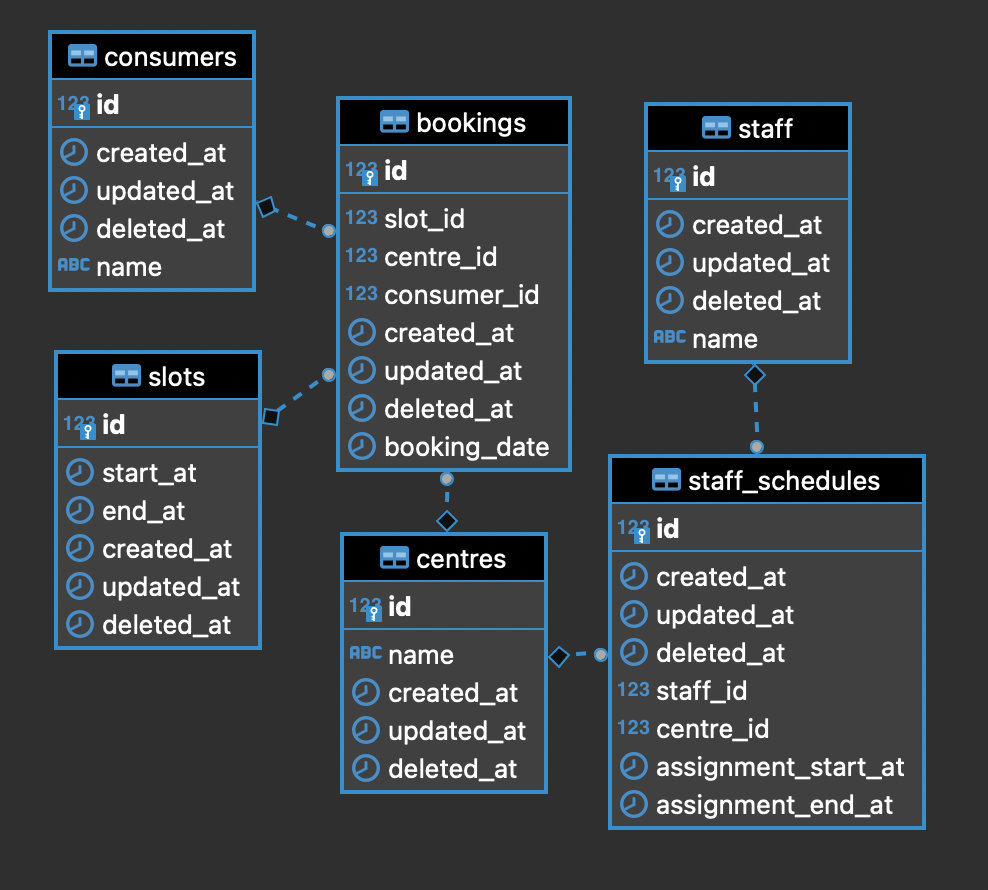 consumers
123 id
created_at
updated_at
deleted_at
ABC name
bookings
123 id
123 slot_id
123 centre_id
123 consumer_id
created_at
updated_at
deleted_at
booking_date
staff
123 id
created_at
updated_at
deleted_at
ABC name
slots
123 id
start_at
end_at
created_at
updated_at
deleted_at
centres
123 id
ABC name
created_at
updated_at
deleted_at
staff_schedules
123 id
created_at
updated_at
deleted_at
123 staff_id
123 centre_id
assignment_start_at
assignment_end_at